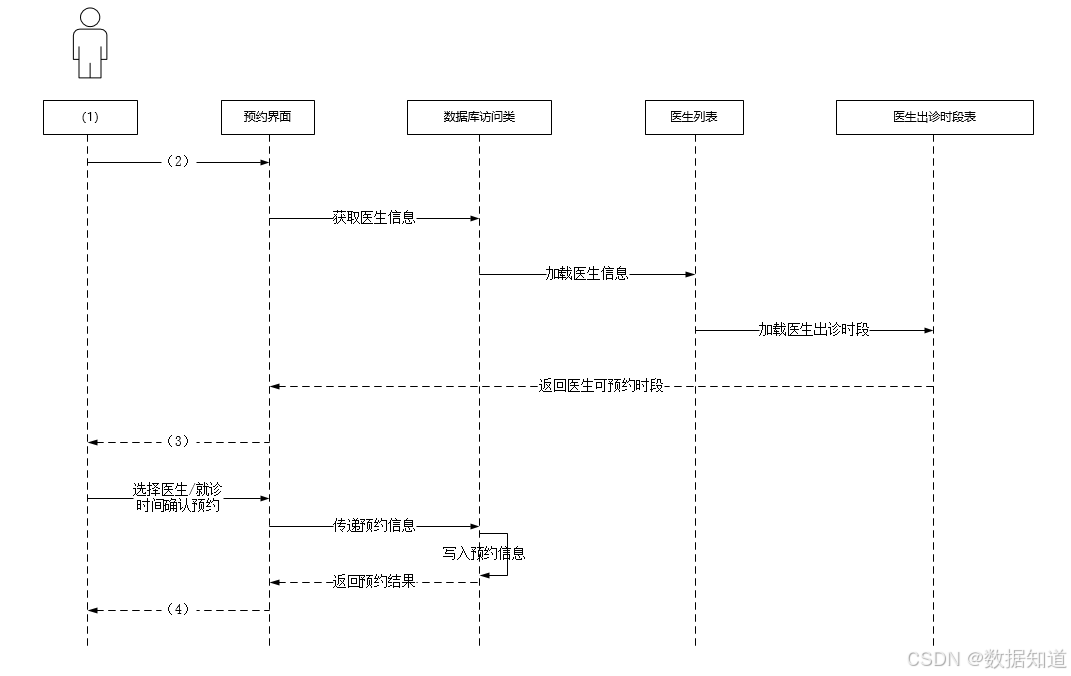 (1)
预约界面
数据库访问类
医生列表
医生出诊时段表
（2）
获取医生信息
加载医生信息
加载医生出诊时段
返回医生可预约时段
（3）
选择医生/就诊
时间确认预约
传递预约信息
写入预约信息
返回预约结果
（4）
CSDN @数据知道